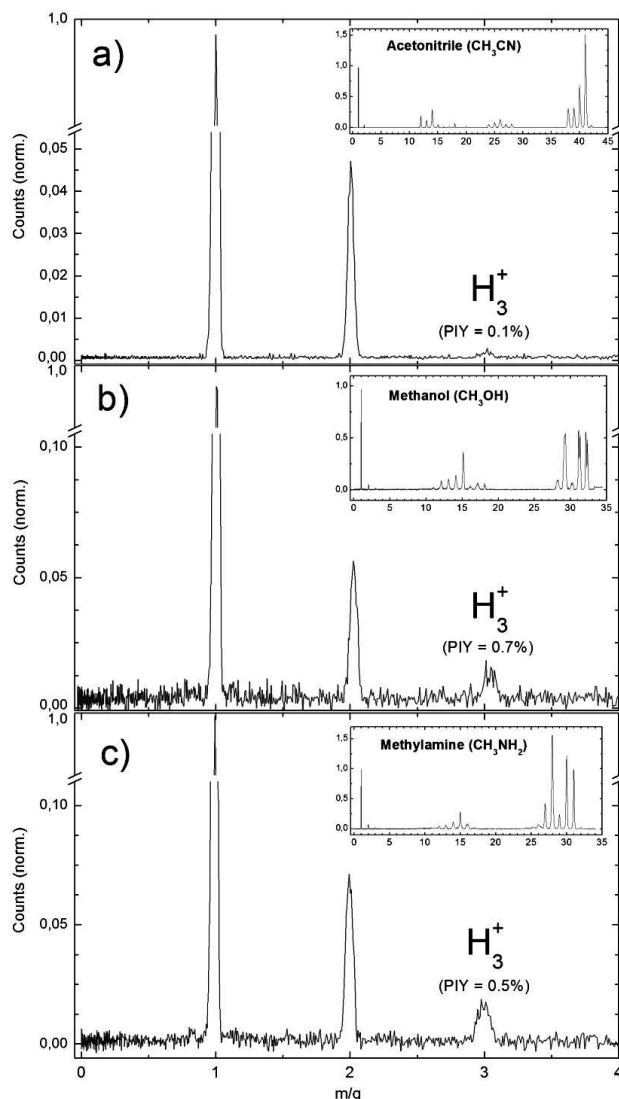 1,0
a)
Acetonitrile (CH₃CN)
1,5
1,0
0,5
0,0
0 5 10 15 20 25 30 35 40 45
Counts (norm.)
0,05
0,04
0,03
0,02
0,01
0,00
H₃⁺
(PIY = 0.1%)
1,0
b)
Methanol (CH₃OH)
1,0
0,5
0,0
0 5 10 15 20 25 30 35
Counts (norm.)
0,10
0,05
0,00
H₃⁺
(PIY = 0.7%)
1,0
c)
Methylamine (CH₃NH₂)
1,5
1,0
0,5
0,0
0 5 10 15 20 25 30 35
Counts (norm.)
0,10
0,05
0,00
H₃⁺
(PIY = 0.5%)
0 1 2 3 4
m/q